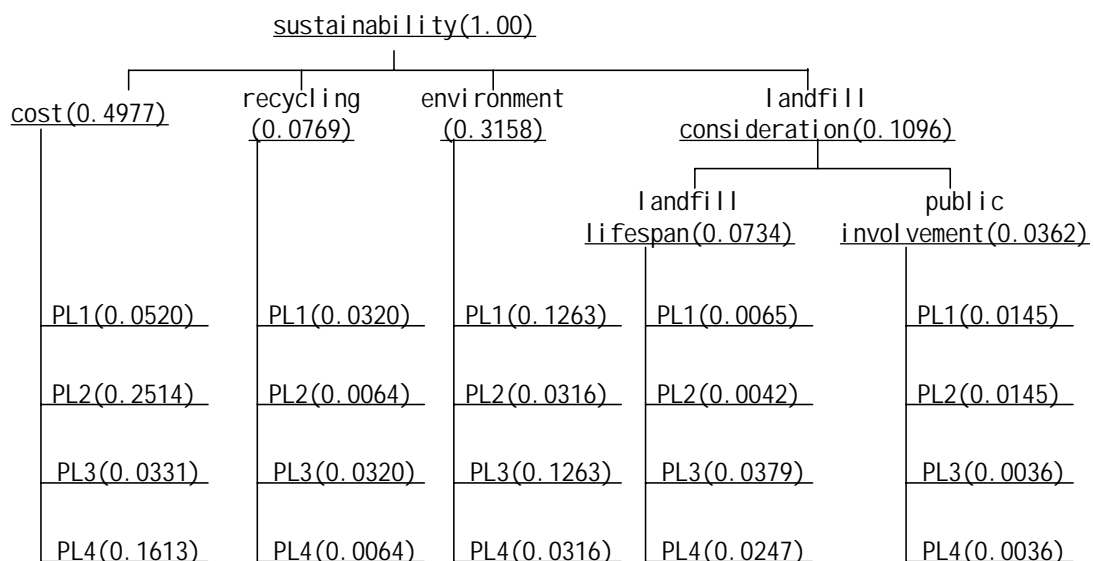 sustainability(1.00)
cost(0.4977)
recycling
(0.0769)
environment
(0.3158)
landfill
consideration(0.1096)
landfill
lifespan(0.0734)
public
involvement(0.0362)
PL1(0.0520)
PL1(0.0320)
PL1(0.1263)
PL1(0.0065)
PL1(0.0145)
PL2(0.2514)
PL2(0.0064)
PL2(0.0316)
PL2(0.0042)
PL2(0.0145)
PL3(0.0331)
PL3(0.0320)
PL3(0.1263)
PL3(0.0379)
PL3(0.0036)
PL4(0.1613)
PL4(0.0064)
PL4(0.0316)
PL4(0.0247)
PL4(0.0036)